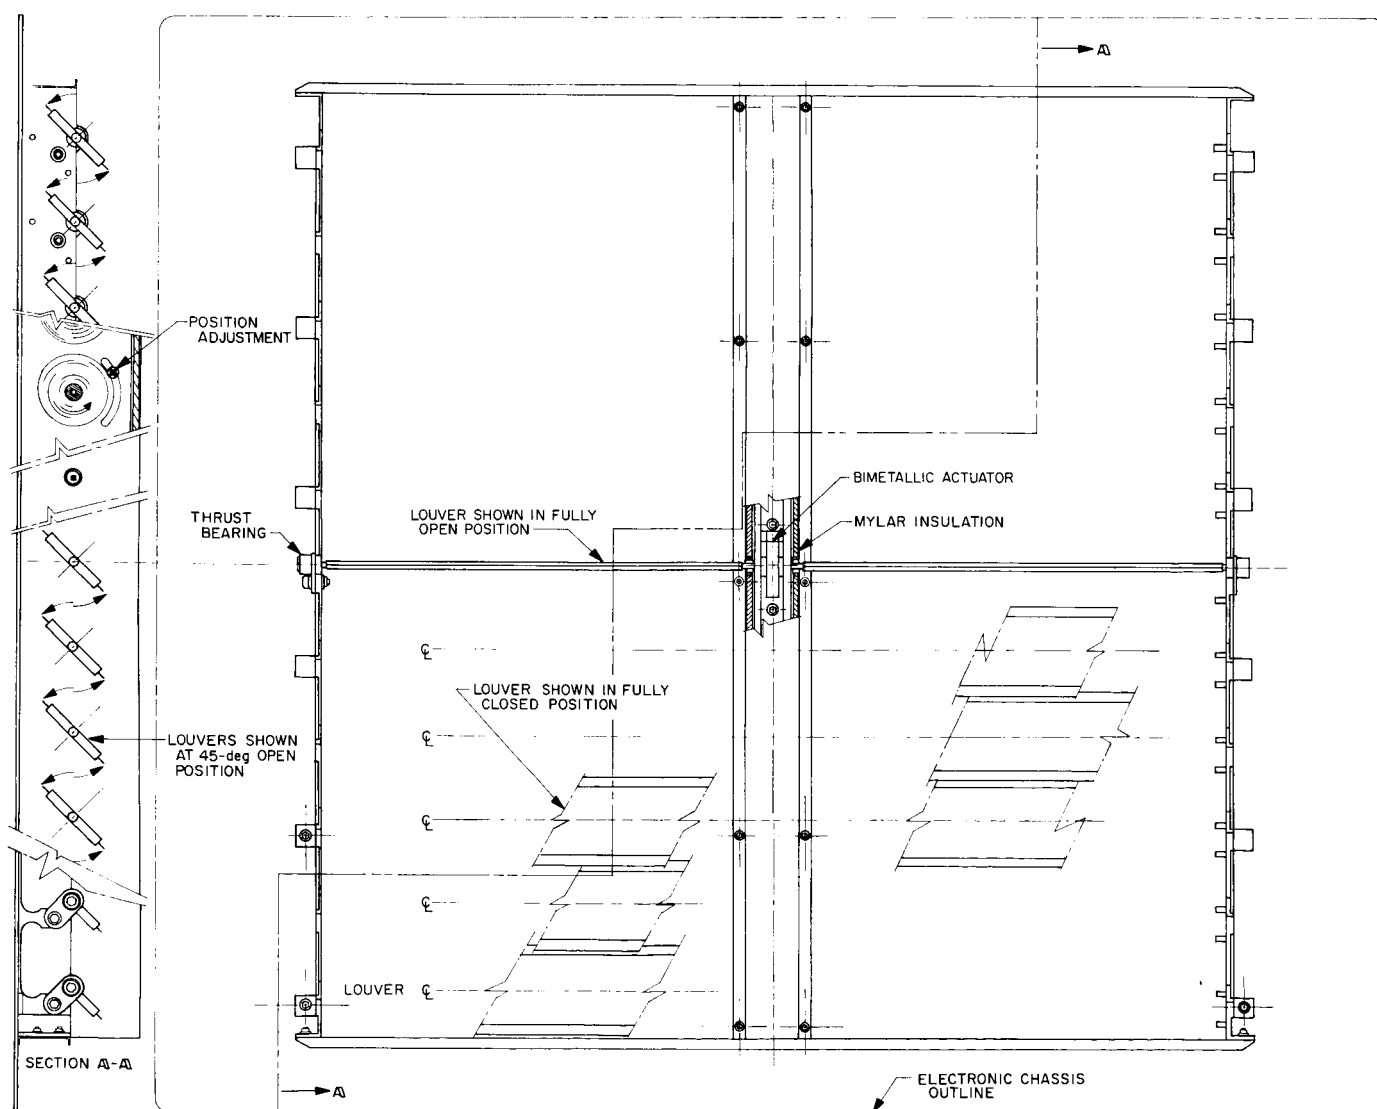 A
POSITION
ADJUSTMENT
BIMETALLIC ACTUATOR
THRUST
BEARING
LOUVER SHOWN IN FULLY
OPEN POSITION
MYLAR INSULATION
℄
LOUVER SHOWN IN FULLY
CLOSED POSITION
℄
LOUVERS SHOWN
AT 45-deg OPEN
POSITION
℄
℄
LOUVER ℄
SECTION A-A
A
ELECTRONIC CHASSIS
OUTLINE